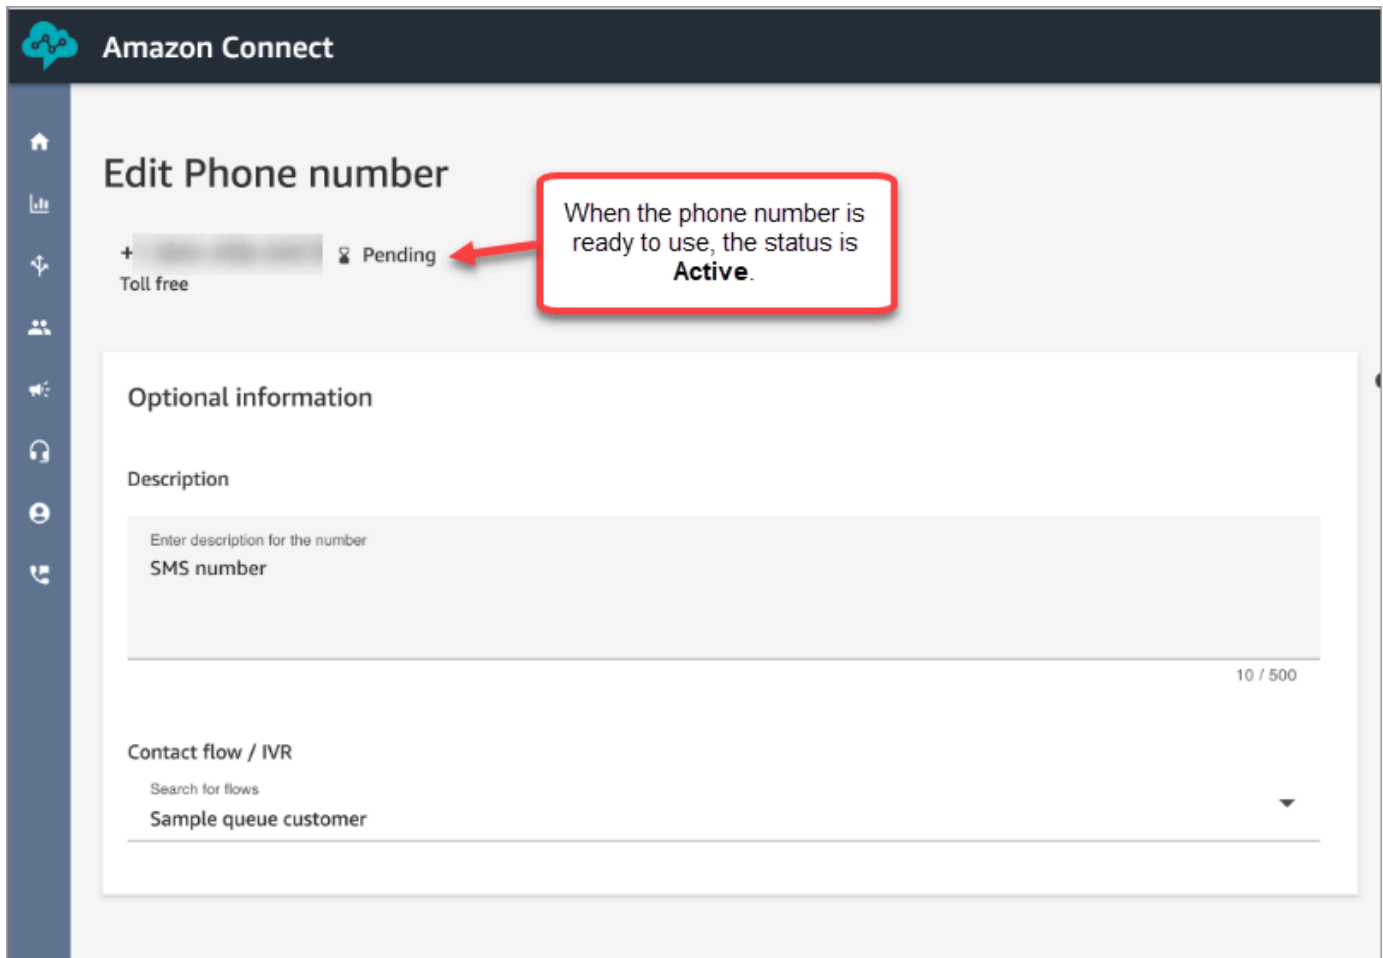 Amazon Connect
Edit Phone number
When the phone number is
ready to use, the status is
Active.
+
Pending
Toll free
Optional information
Description
Enter description for the number
SMS number
10 / 500
Contact flow / IVR
Search for flows
Sample queue customer